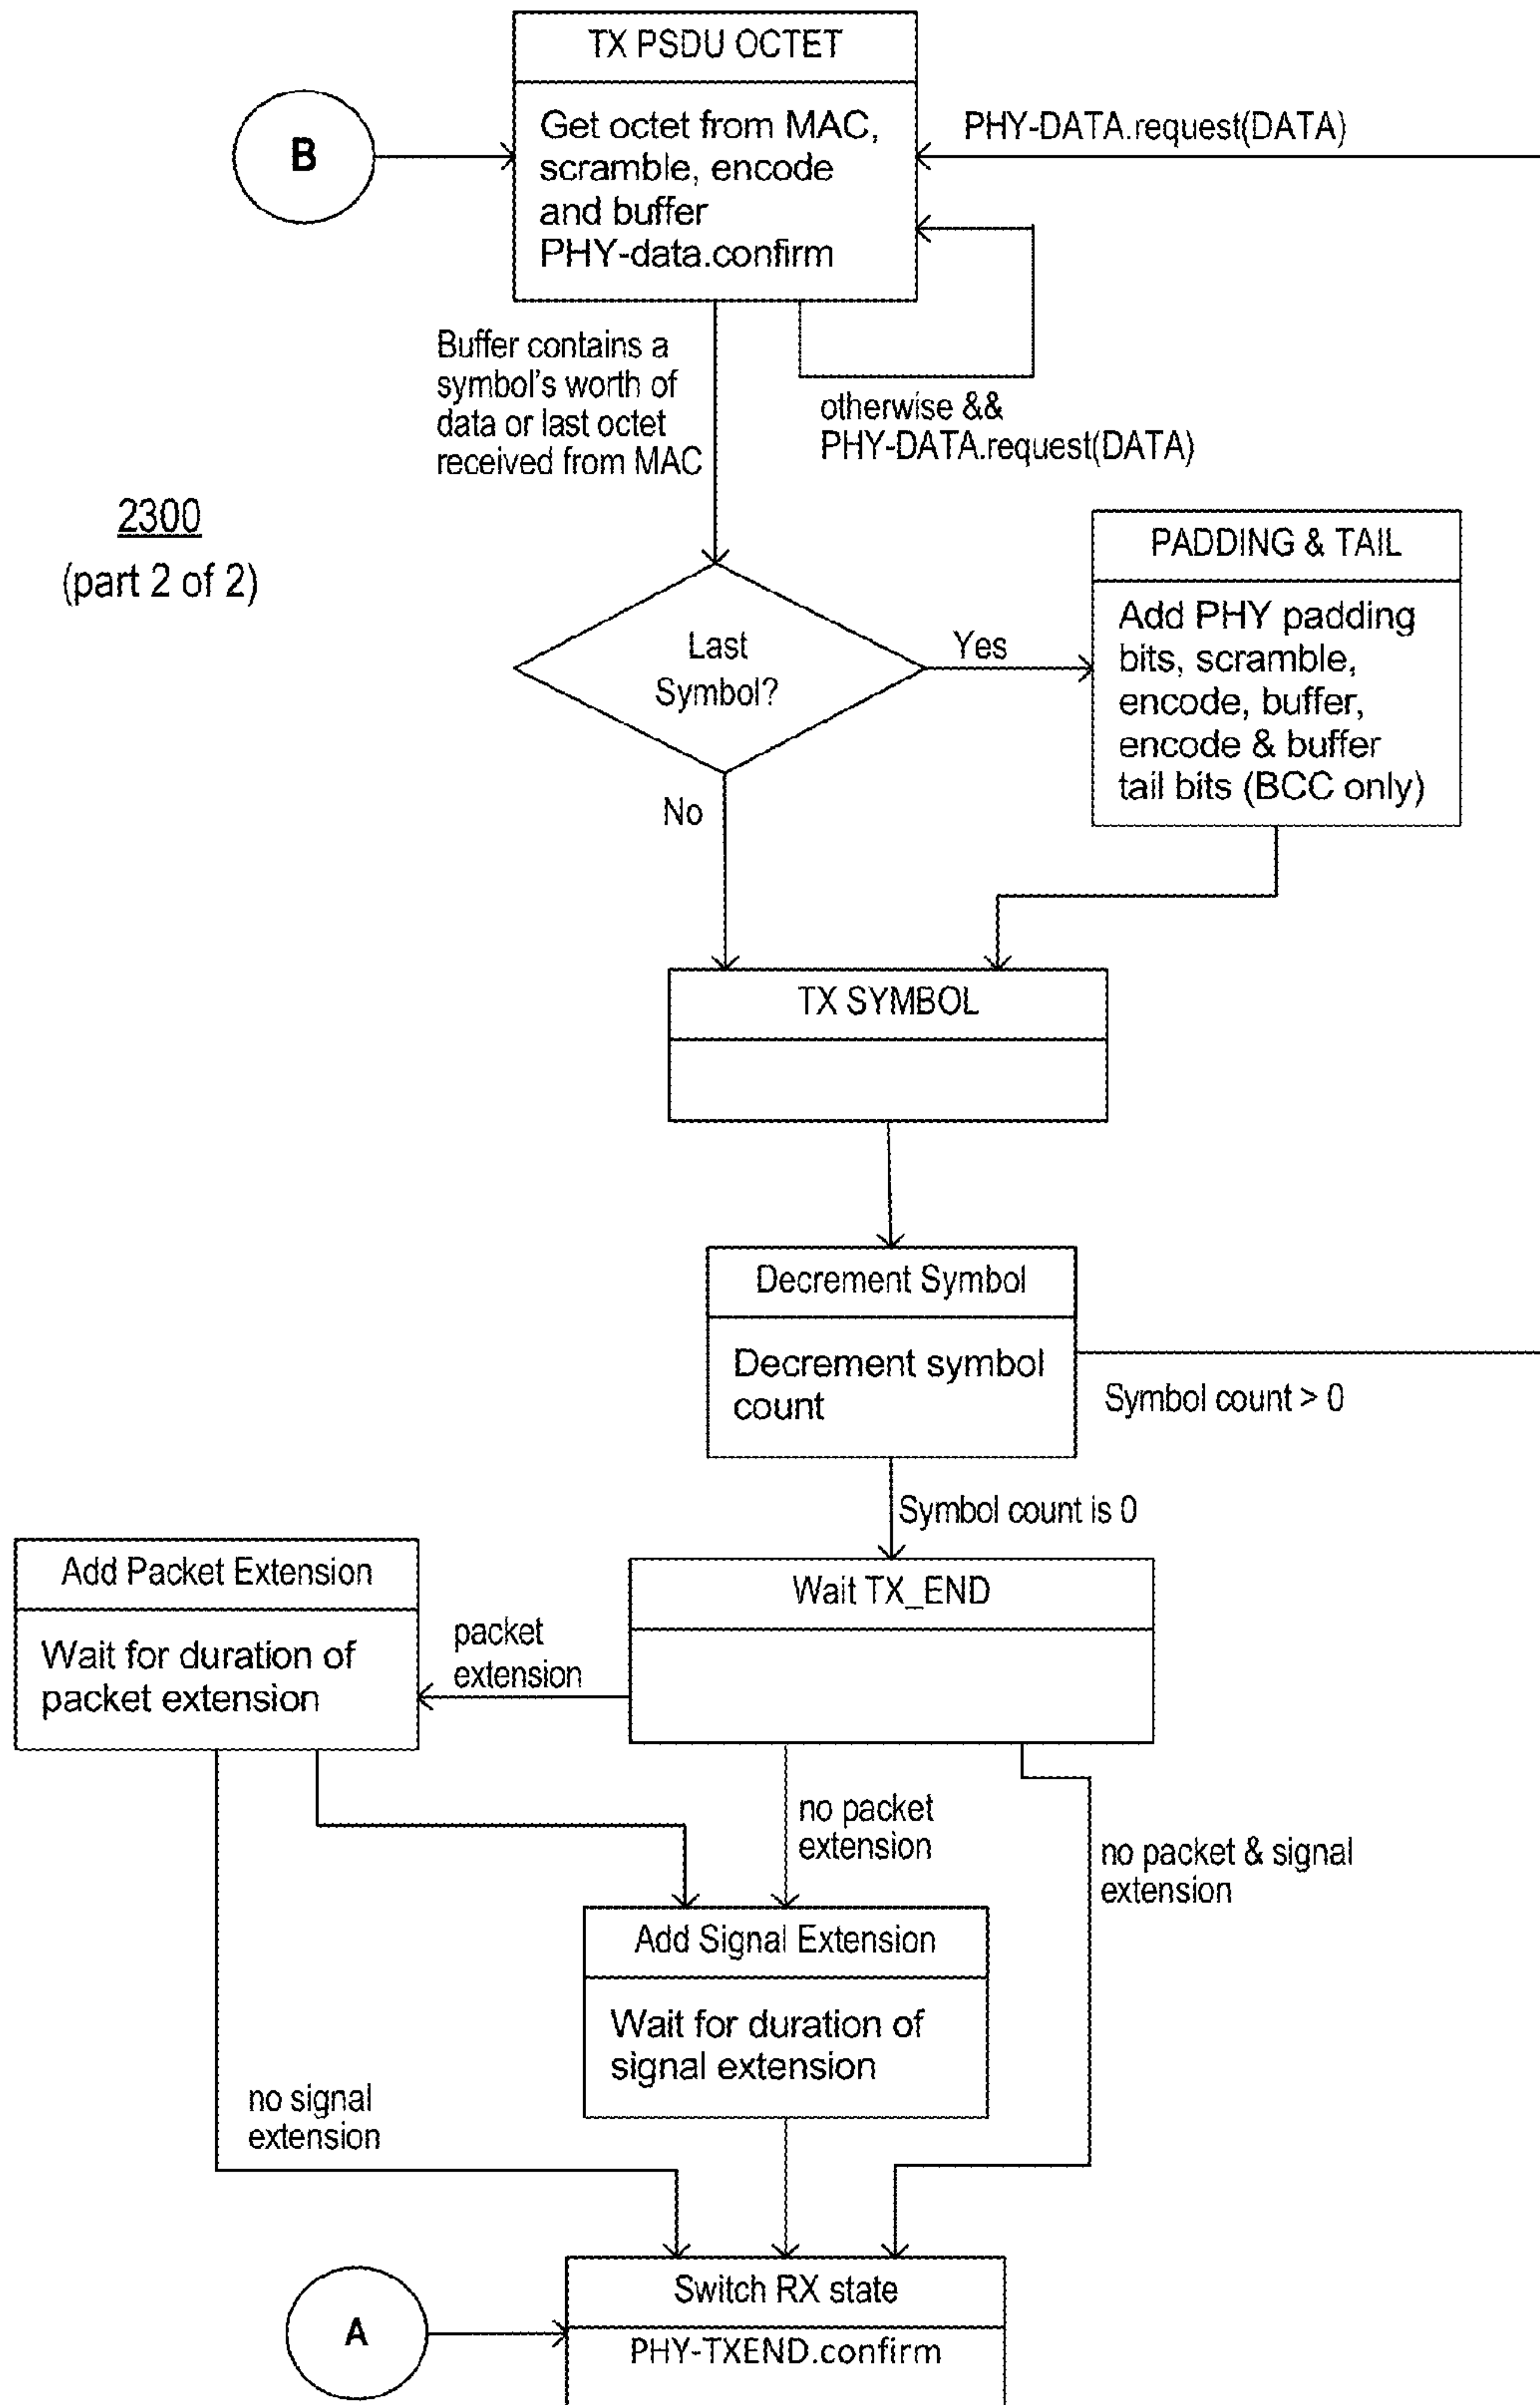 TX PSDU OCTET
B
Get octet from MAC,
scramble, encode
and buffer
PHY-data.confirm
PHY-DATA.request(DATA)
Buffer contains a
symbol's worth of
data or last octet
received from MAC
otherwise &&
PHY-DATA.request(DATA)
2300
(part 2 of 2)
PADDING & TAIL
Add PHY padding
bits, scramble,
encode, buffer,
encode & buffer
tail bits (BCC only)
Last
Symbol?
Yes
No
TX SYMBOL
Decrement Symbol
Decrement symbol
count
Symbol count > 0
Symbol count is 0
Add Packet Extension
Wait for duration of
packet extension
packet
extension
Wait TX_END
no packet
extension
no packet & signal
extension
Add Signal Extension
Wait for duration of
signal extension
no signal
extension
A
Switch RX state
PHY-TXEND.confirm